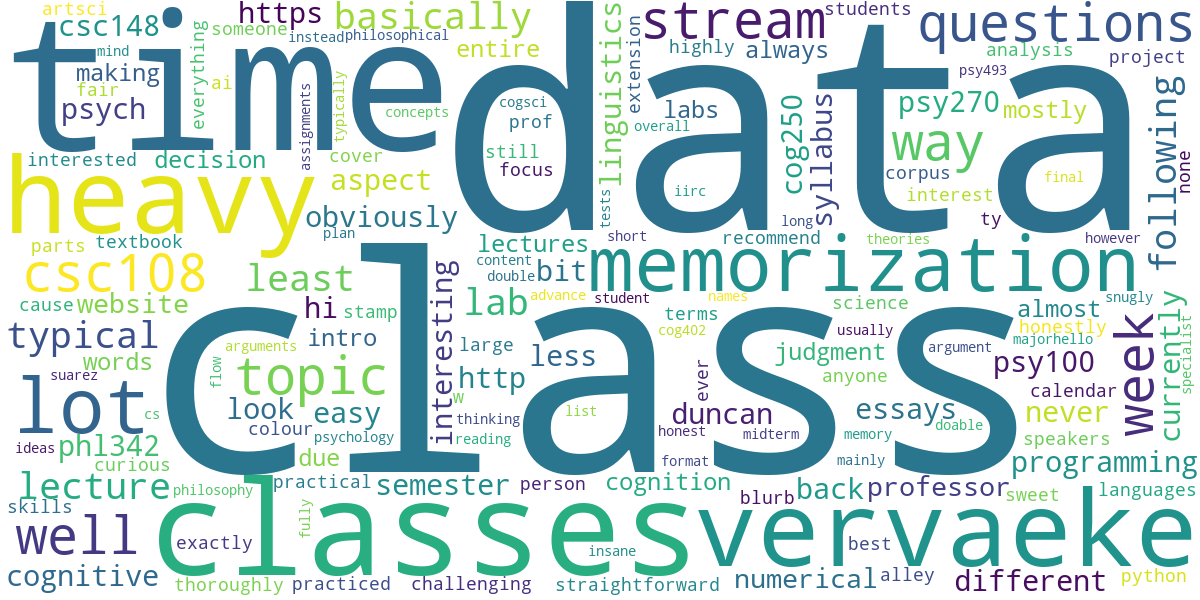 artsci
https
basically
stream
students
questions
csc148
someone
instead
philosophical
time
data
mind
making
fair
psych
everything
ai
entire
linguistics
extension
highly
always
analysis
project
psy493
typically
assignments
concepts
cogsci
prof
labs
overall
cog250
syllabus
psy270
mostly
way
following
none
interested
decision
cover
still
focus
aspect
iirc
tests
corpus
interest
final
heavy
obviously
plan
long
ty
parts
textbook
lectures
short
recommend
theories
however
csc108
least
content
double
bit
memorization
cause
website
hi
stamp
lab
advance
student
names
science
almost
snugly
typical
class
intro
interesting
large
terms
cog402
usually
honestly
majorhello
words
arguments
less
judgment
argument
psy100
week
currently
specialist
suarez
flow
topic
http
w
ever
anyone
calendar
lot
look
easy
thinking
list
duncan
essays
never
doable
cs
colour
psychology
reading
honest
midterm
memory
speakers
ideas
phl342
curious
due
format
mainly
programming
lecture
philosophy
practical
semester
person
cognition
blurb
back
professor
sweet
languages
skills
classes
vervaeke
well
exactly
fully
insane
best
cognitive
thoroughly
practiced
challenging
straightforward
numerical
alley
different
python